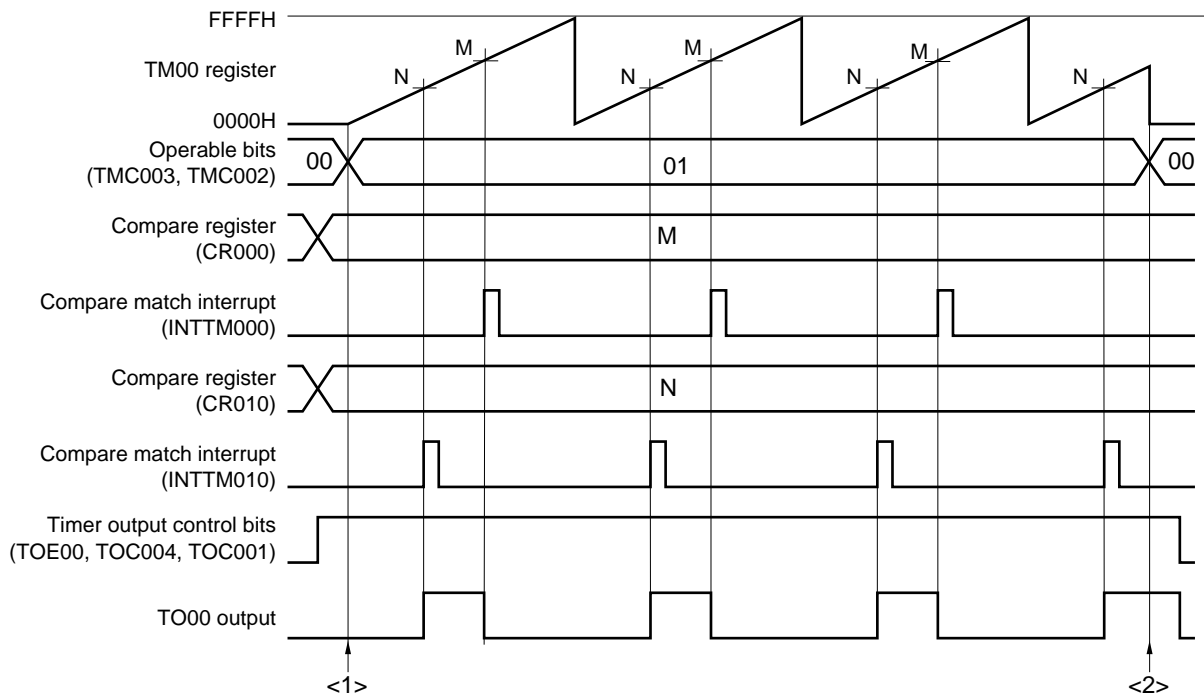 FFFFH
TM00 register
0000H
N M N M N M N
Operable bits
(TMC003, TMC002)
00 01 00
Compare register
(CR000)
M
Compare match interrupt
(INTTM000)
Compare register
(CR010)
N
Compare match interrupt
(INTTM010)
Timer output control bits
(TOE00, TOC004, TOC001)
TO00 output
<1> <2>